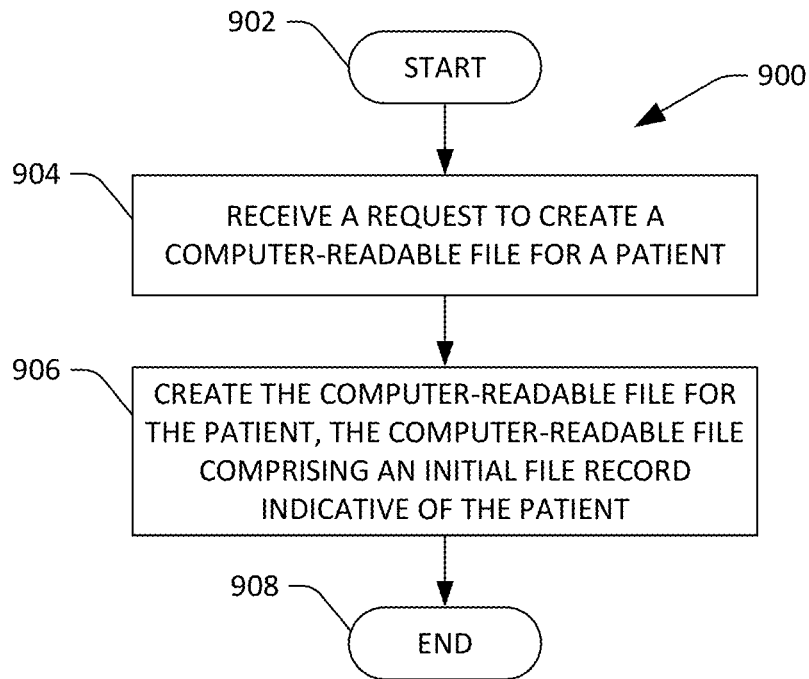 902
START
900
904
RECEIVE A REQUEST TO CREATE A
COMPUTER-READABLE FILE FOR A PATIENT
906
CREATE THE COMPUTER-READABLE FILE FOR
THE PATIENT, THE COMPUTER-READABLE FILE
COMPRISING AN INITIAL FILE RECORD
INDICATIVE OF THE PATIENT
908
END